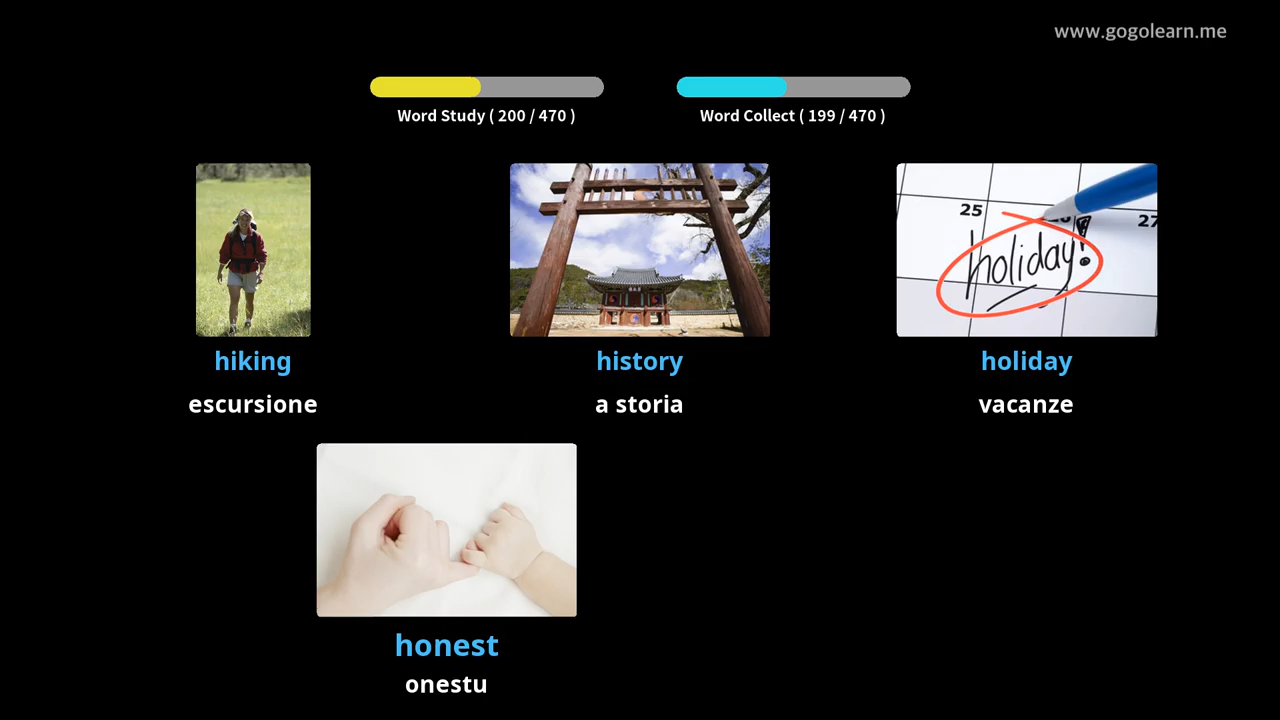 www.gogolearn.me
Word Study ( 200 / 470 )
Word Collect ( 199 / 470 )
25
27
holiday!
hiking
history
holiday
escursione
a storia
vacanze
honest
onestu